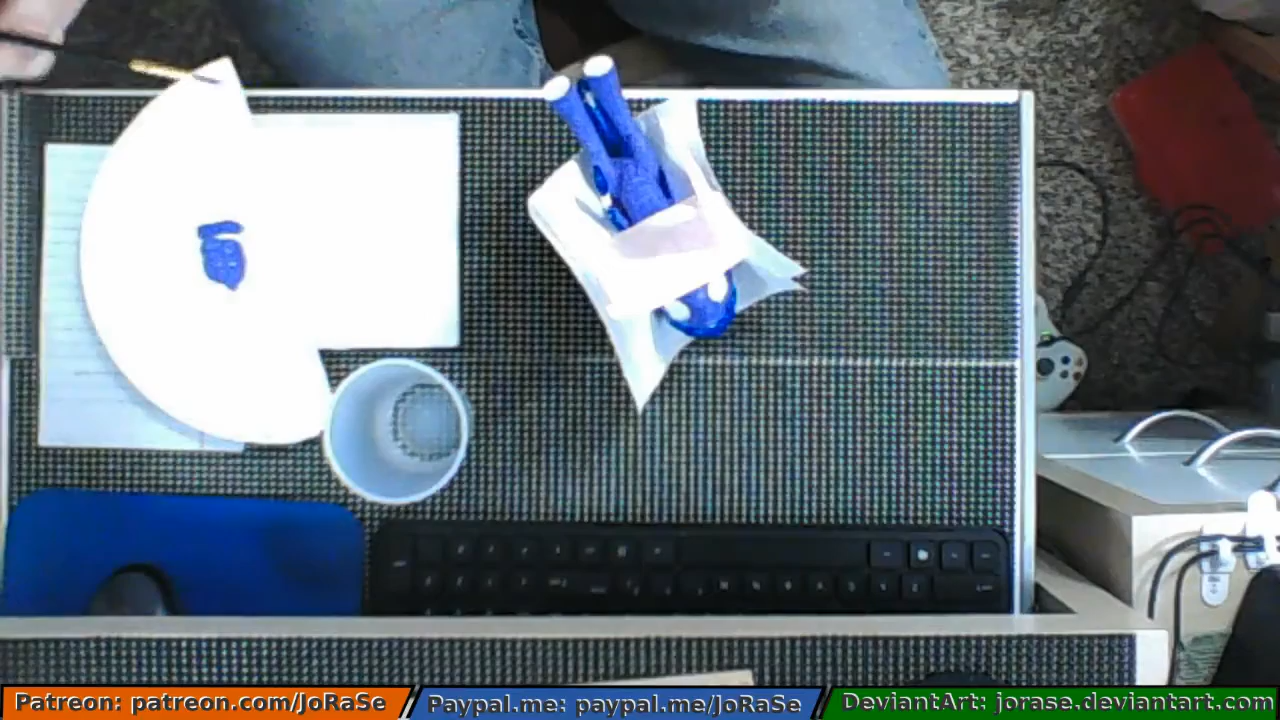 Patreon: patreon.com/JoRaSe
Paypal.me: paypal.me/JoRaSe
DeviantArt: jorase.deviantart.com